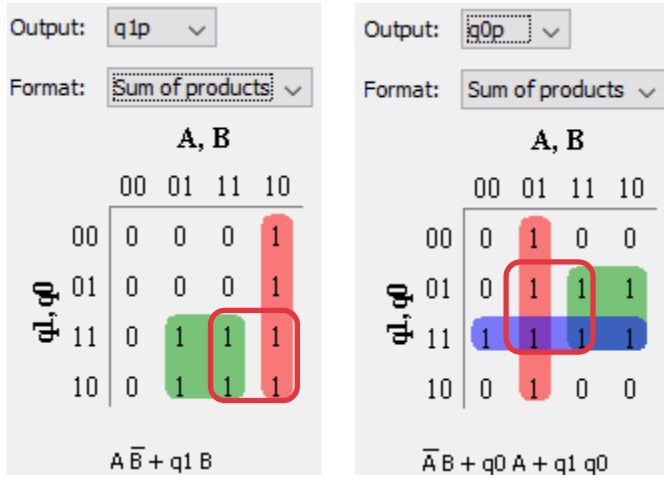 Output: q1p
Format: Sum of products
A, B
00 01 11 10
00 0 0 0 1
01 0 0 0 1
11 0 1 1 1
10 0 1 1 1
q1, q0
A B̅ + q1 B
Output: q0p
Format: Sum of products
A, B
00 01 11 10
00 0 1 0 0
01 0 1 1 1
11 1 1 1 1
10 0 1 0 0
q1, q0
A̅ B + q0 A + q1 q0